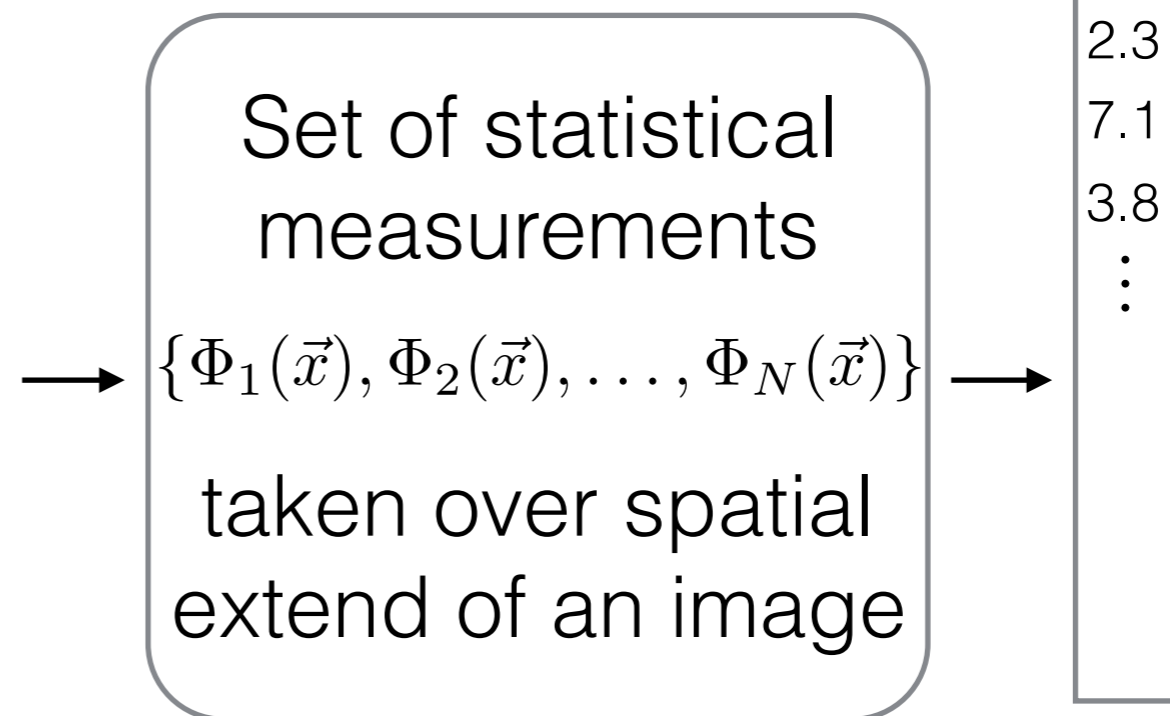 Set of statistical
measurements
{Φ₁(x⃗), Φ₂(x⃗), . . . , Φ_N(x⃗)}
taken over spatial
extend of an image
2.3
7.1
3.8
⋮